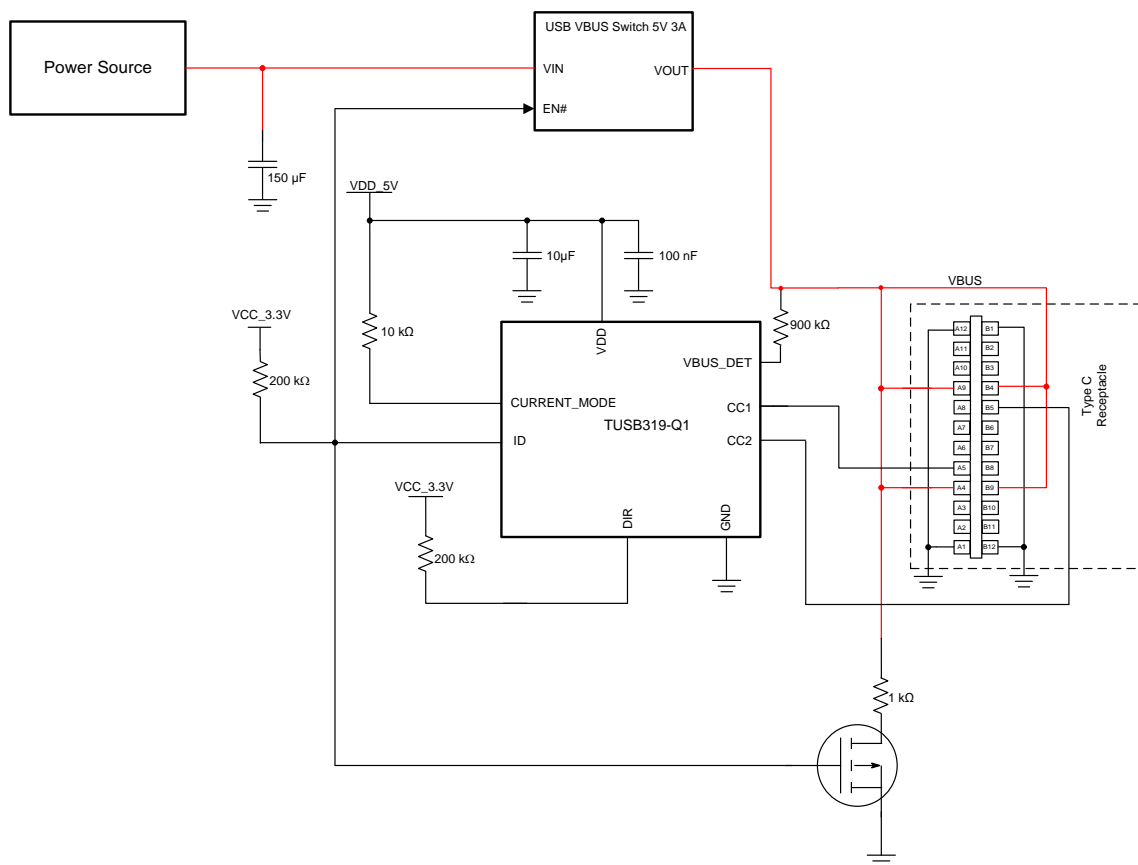 USB VBUS Switch 5V 3A
Power Source
VIN
VOUT
EN#
150 µF
VDD_5V
10µF
100 nF
VBUS
VCC_3.3V
10 kΩ
900 kΩ
VDD
200 kΩ
VBUS_DET
CURRENT_MODE
CC1
TUSB319-Q1
ID
CC2
VCC_3.3V
DIR
GND
200 kΩ
A12 B1
A11 B2
A10 B3
A9 B4
A8 B5
A7 B6
A6 B7
A5 B8
A4 B9
A3 B10
A2 B11
A1 B12
Type C
Receptacle
1 kΩ